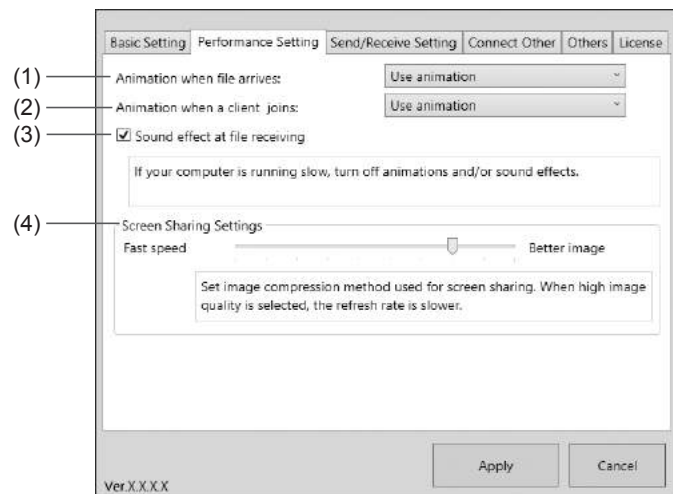 Basic Setting Performance Setting Send/Receive Setting Connect Other Others License
(1) Animation when file arrives: Use animation
(2) Animation when a client joins: Use animation
(3) Sound effect at file receiving
If your computer is running slow, turn off animations and/or sound effects.
(4) Screen Sharing Settings
Fast speed Better image
Set image compression method used for screen sharing. When high image
quality is selected, the refresh rate is slower.
Apply Cancel
Ver.X.X.X.X